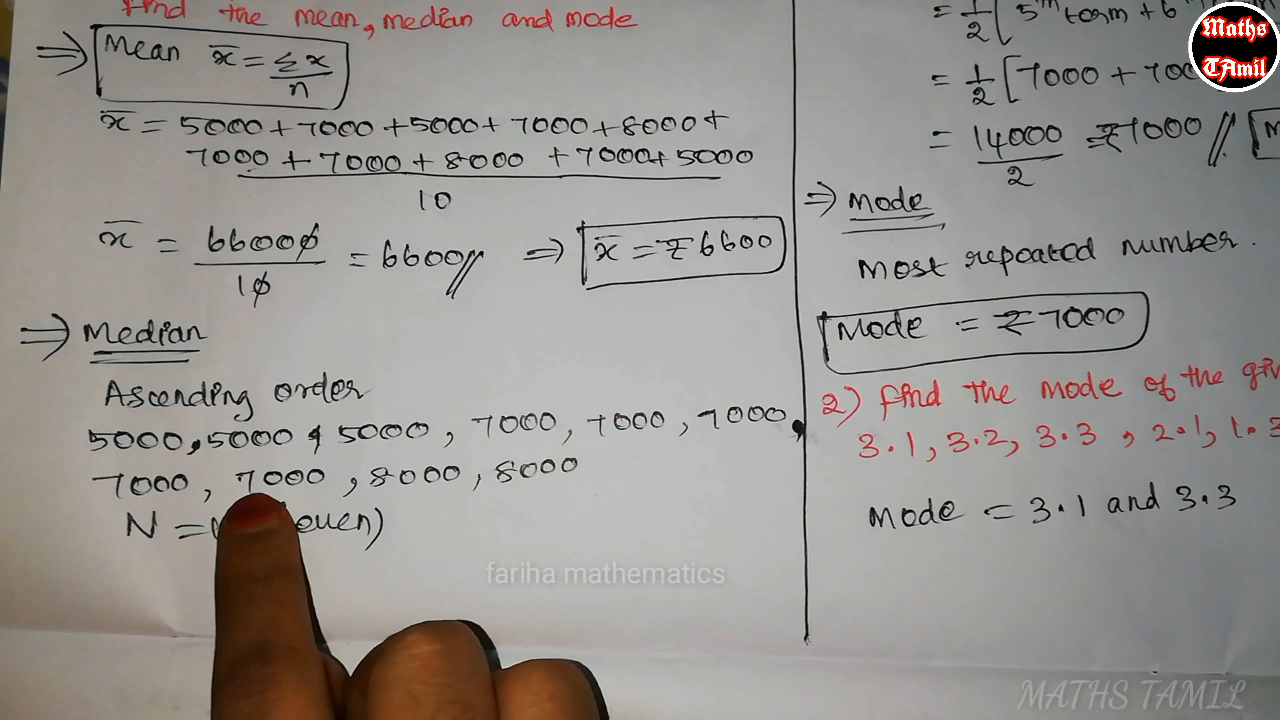 Find the mean, median and mode
⇒ Mean x̄ = Σx/n
x̄ = 5000+7000+5000+7000+8000+
7000+7000+8000+7000+5000
10
x̄ = 66000/10 = 6600// ⇒ x̄ = ₹6600
⇒ Median
Ascending order
5000,5000,5000, 7000, 7000, 7000,
7000, 7000, 8000, 8000
N = even)
= 1/2[5th term + 6
= 1/2[7000 +
= 14000/2 = ₹7000//
⇒ Mode
Most repeated number.
Mode = ₹7000
2) Find the mode of the
3.1, 3.2, 3.3, 2.1, 1.3
Mode = 3.1 and 3.3
Maths
TAmil
fariha mathematics
MATHS TAMIL